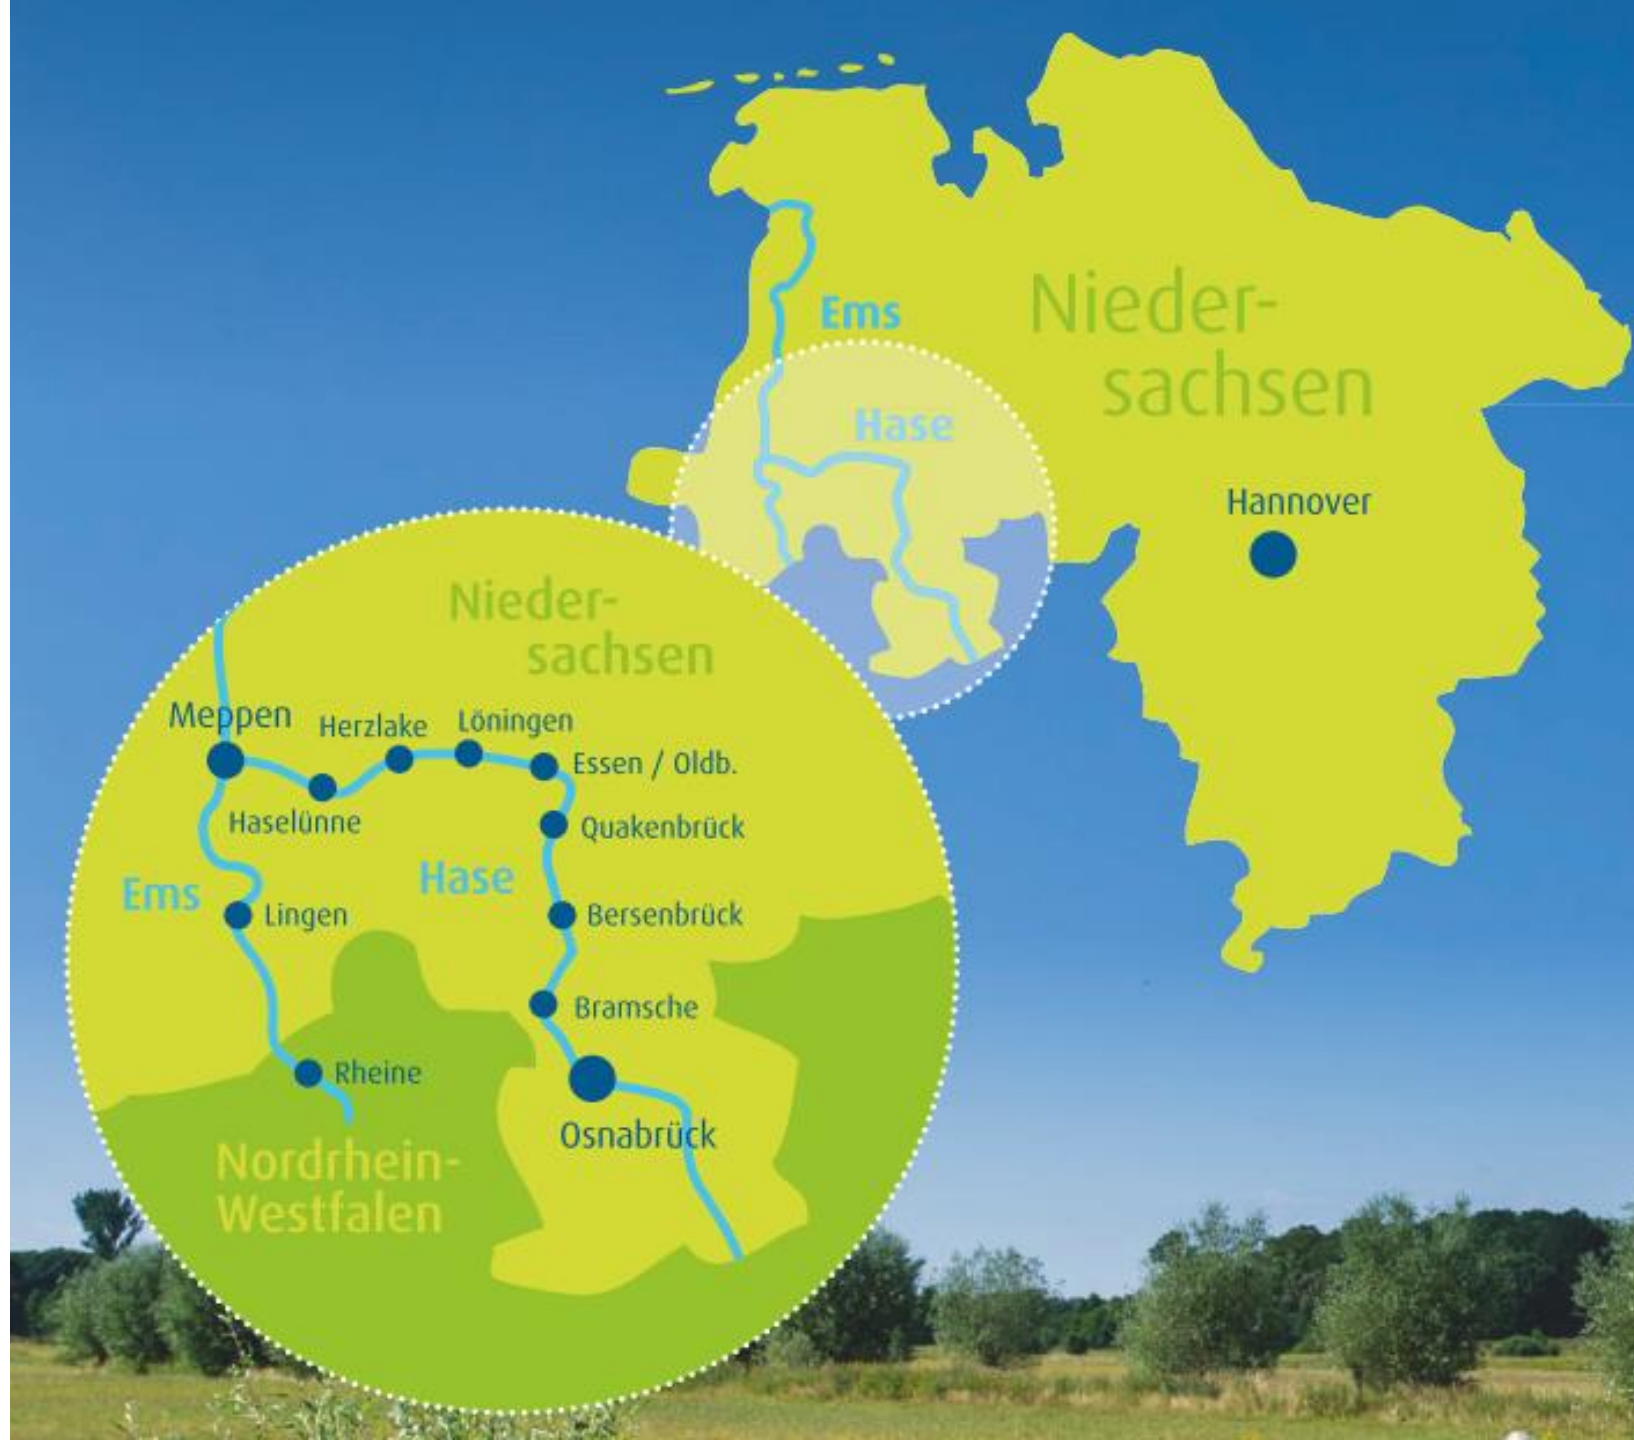 Ems
Nieder-
sachsen
Hase
Hannover
Nieder-
sachsen
Meppen
Herzlake
Löningen
Essen / Oldb.
Haselünne
Quakenbrück
Ems
Hase
Lingen
Bersenbrück
Bramsche
Rheine
Osnabrück
Nordrhein-
Westfalen